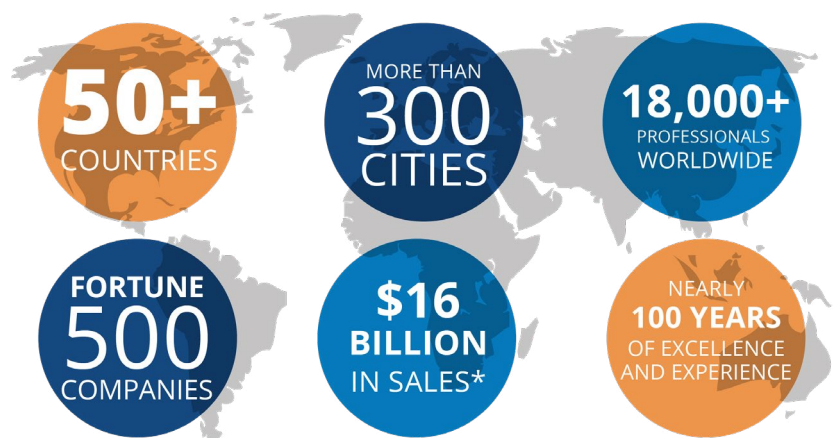 50+
COUNTRIES
MORE THAN
300
CITIES
18,000+
PROFESSIONALS
WORLDWIDE
FORTUNE
500
COMPANIES
$16
BILLION
IN SALES*
NEARLY
100 YEARS
OF EXCELLENCE
AND EXPERIENCE